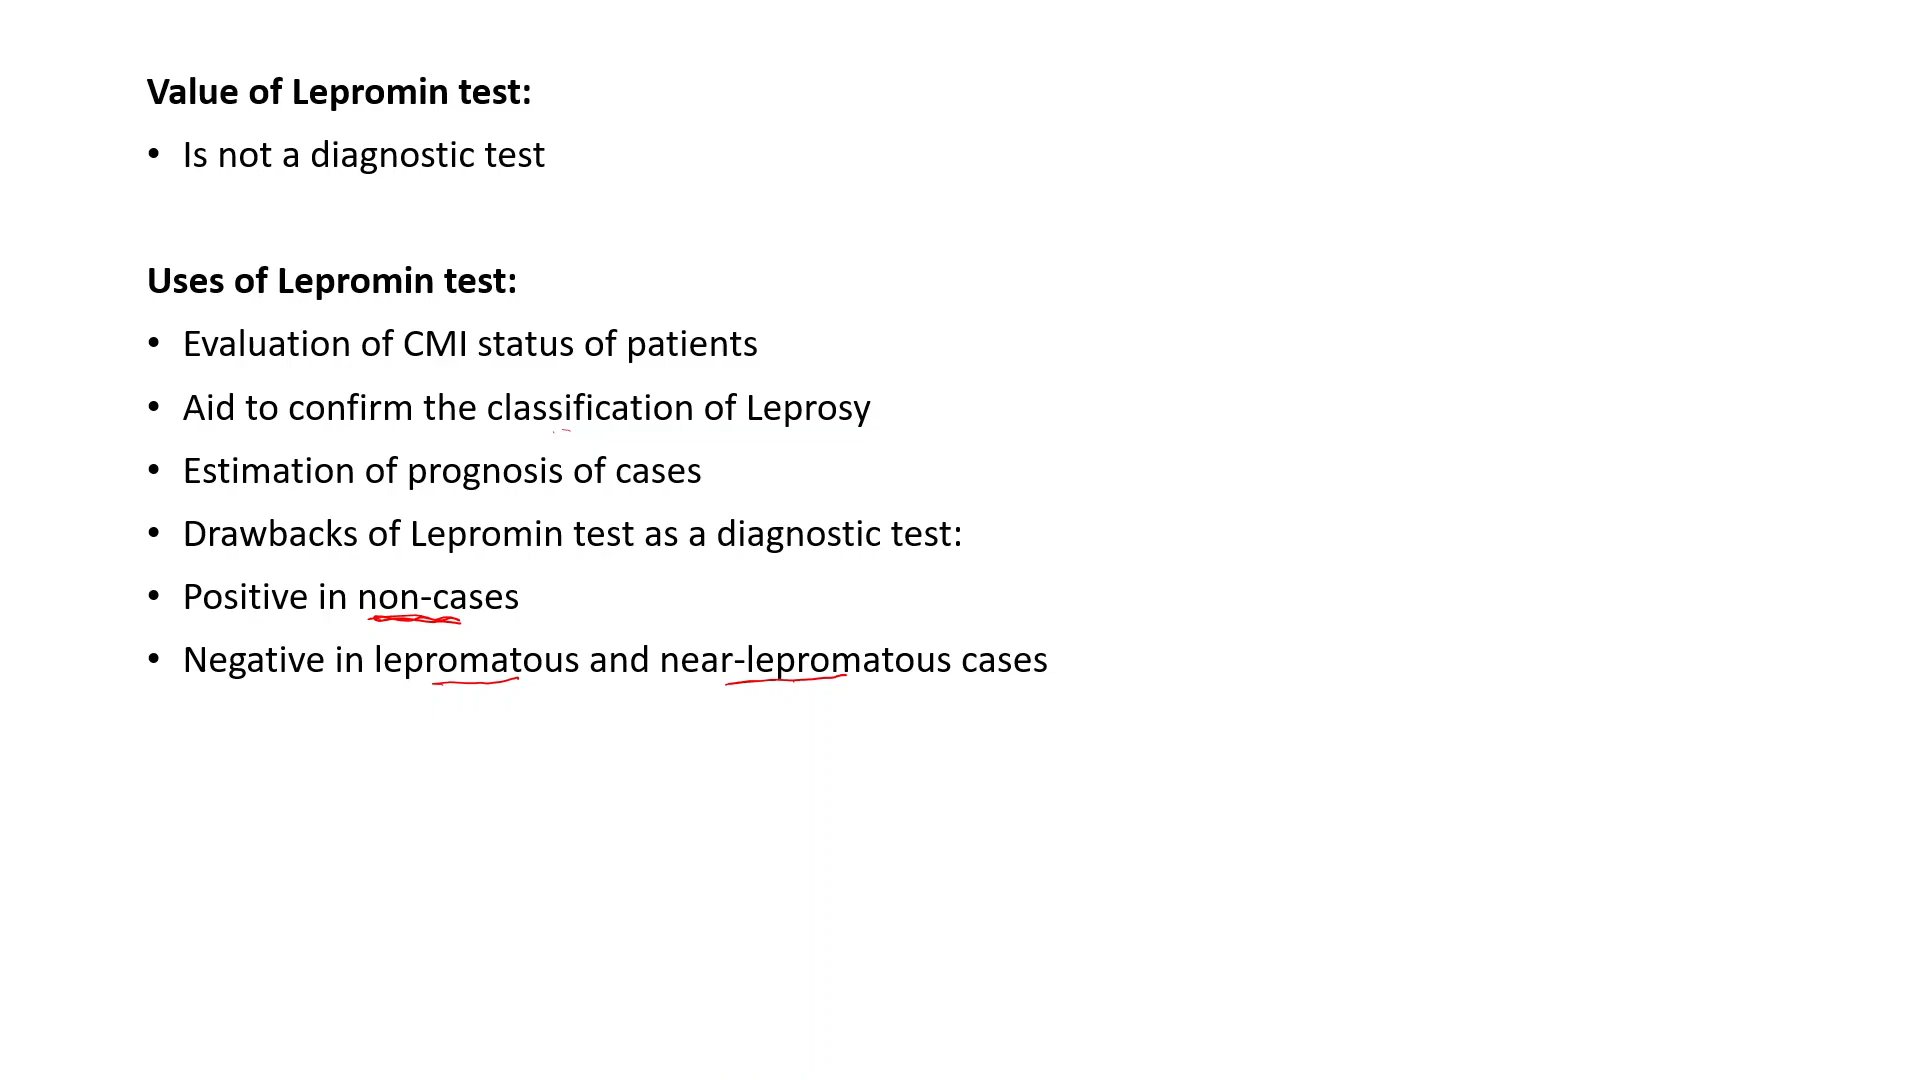 Value of Lepromin test:
• Is not a diagnostic test
Uses of Lepromin test:
• Evaluation of CMI status of patients
• Aid to confirm the classification of Leprosy
• Estimation of prognosis of cases
• Drawbacks of Lepromin test as a diagnostic test:
• Positive in non-cases
• Negative in lepromatous and near-lepromatous cases